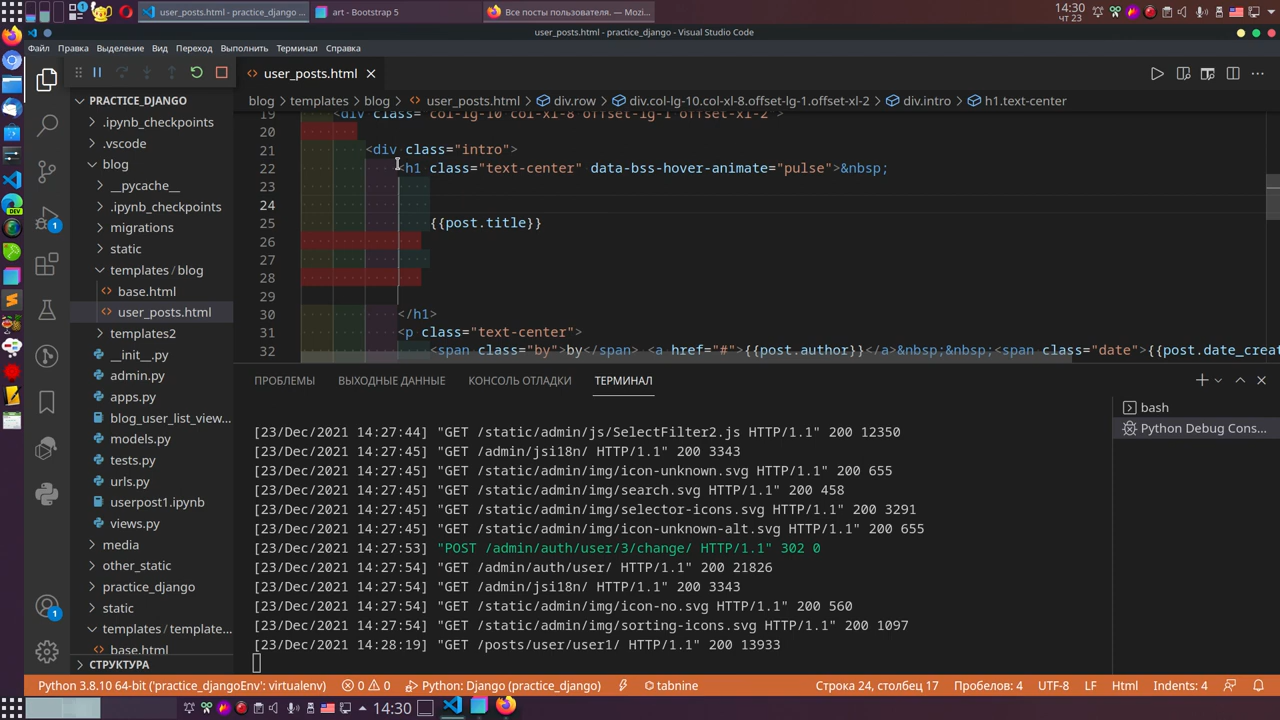 user_posts.html - practice_django ...
art - Bootstrap 5
Все посты пользователя. — Mozi...
14:30
чт 23
user_posts.html - practice_django - Visual Studio Code
Файл Правка Выделение Вид Переход Выполнить Терминал Справка
user_posts.html
PRACTICE_DJANGO
.ipynb_checkpoints
.vscode
blog
__pycache__
.ipynb_checkpoints
migrations
static
templates / blog
base.html
user_posts.html
templates2
__init__.py
admin.py
apps.py
blog_user_list_view...
models.py
tests.py
urls.py
userpost1.ipynb
views.py
media
other_static
practice_django
static
templates / template...
base.html
СТРУКТУРА
1
1
blog > templates > blog > user_posts.html > div.row > div.col-lg-10.col-xl-8.offset-lg-1.offset-xl-2 > div.intro > h1.text-center
19 <div class="col-lg-10 col-xl-8 offset-lg-1 offset-xl-2">
20
21 <div class="intro">
22 <h1 class="text-center" data-bss-hover-animate="pulse">&nbsp;
23
24
25 {{post.title}}
26
27
28
29
30 </h1>
31 <p class="text-center">
32 <span class="by">by</span> <a href="#">{{post.author}}</a>&nbsp;&nbsp;<span class="date">{{post.date_crea
ПРОБЛЕМЫ ВЫХОДНЫЕ ДАННЫЕ КОНСОЛЬ ОТЛАДКИ ТЕРМИНАЛ
[23/Dec/2021 14:27:44] "GET /static/admin/js/SelectFilter2.js HTTP/1.1" 200 12350
[23/Dec/2021 14:27:45] "GET /admin/jsi18n/ HTTP/1.1" 200 3343
[23/Dec/2021 14:27:45] "GET /static/admin/img/icon-unknown.svg HTTP/1.1" 200 655
[23/Dec/2021 14:27:45] "GET /static/admin/img/search.svg HTTP/1.1" 200 458
[23/Dec/2021 14:27:45] "GET /static/admin/img/selector-icons.svg HTTP/1.1" 200 3291
[23/Dec/2021 14:27:45] "GET /static/admin/img/icon-unknown-alt.svg HTTP/1.1" 200 655
[23/Dec/2021 14:27:53] "POST /admin/auth/user/3/change/ HTTP/1.1" 302 0
[23/Dec/2021 14:27:54] "GET /admin/auth/user/ HTTP/1.1" 200 21826
[23/Dec/2021 14:27:54] "GET /admin/jsi18n/ HTTP/1.1" 200 3343
[23/Dec/2021 14:27:54] "GET /static/admin/img/icon-no.svg HTTP/1.1" 200 560
[23/Dec/2021 14:27:54] "GET /static/admin/img/sorting-icons.svg HTTP/1.1" 200 1097
[23/Dec/2021 14:28:19] "GET /posts/user/user1/ HTTP/1.1" 200 13933
bash
Python Debug Cons...
Python 3.8.10 64-bit ('practice_djangoEnv': virtualenv) 0 0 Python: Django (practice_django) tabnine Строка 24, столбец 17 Пробелов: 4 UTF-8 LF Html Indents: 4
14:30